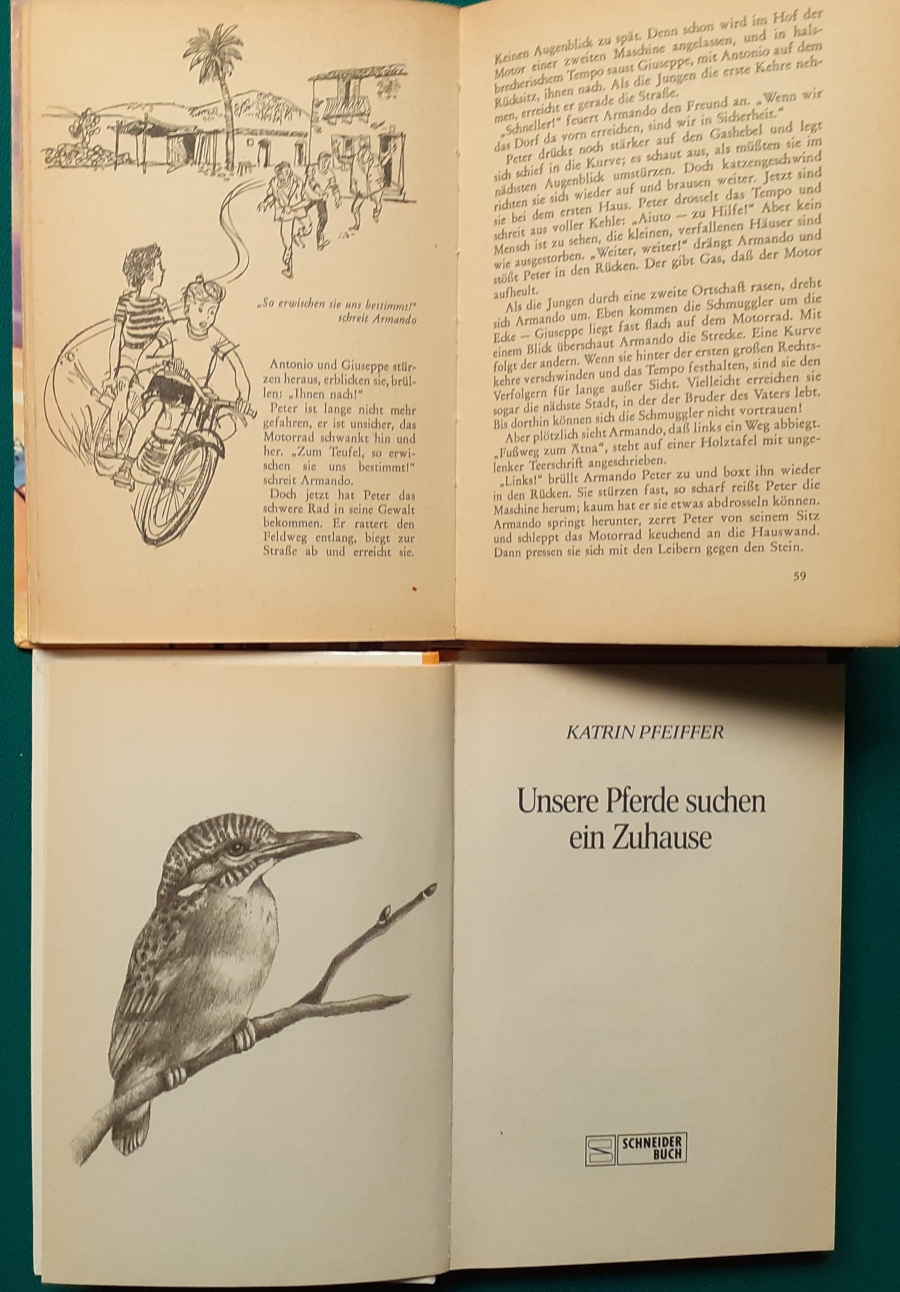 „So erwischen sie uns bestimmt!“
schreit Armando
Antonio und Giuseppe stür-
zen heraus, erblicken sie, brül-
len: „Ihnen nach!“
Peter ist lange nicht mehr
gefahren, er ist unsicher, das
Motorrad schwankt hin und
her. „Zum Teufel, so erwi-
schen sie uns bestimmt!“
schreit Armando.
Doch jetzt hat Peter das
schwere Rad in seine Gewalt
bekommen. Er rattert den
Feldweg entlang, biegt zur
Straße ab und erreicht sie.
Keinen Augenblick zu spät. Denn schon wird im Hof der
Motor einer zweiten Maschine angelassen, und in hals-
brecherischem Tempo saust Giuseppe, mit Antonio auf dem
Rücksitz, ihnen nach. Als die Jungen die erste Kehre neh-
men, erreicht er gerade die Straße.
„Schneller!“ feuert Armando den Freund an. „Wenn wir
das Dorf da vorn erreichen, sind wir in Sicherheit.“
Peter drückt noch stärker auf den Gashebel und legt
sich schief in die Kurve; es schaut aus, als müßten sie im
nächsten Augenblick umstürzen. Doch katzengeschwind
richten sie sich wieder auf und brausen weiter. Jetzt sind
sie bei dem ersten Haus. Peter drosselt das Tempo und
schreit aus voller Kehle: „Aiuto — zu Hilfe!“ Aber kein
Mensch ist zu sehen, die kleinen, verfallenen Häuser sind
wie ausgestorben. „Weiter, weiter!“ drängt Armando und
stößt Peter in den Rücken. Der gibt Gas, daß der Motor
aufheult.
Als die Jungen durch eine zweite Ortschaft rasen, dreht
sich Armando um. Eben kommen die Schmuggler um die
Ecke — Giuseppe liegt fast flach auf dem Motorrad. Mit
einem Blick überschaut Armando die Strecke. Eine Kurve
folgt der andern. Wenn sie hinter der ersten großen Rechts-
kehre verschwinden und das Tempo festhalten, sind sie den
Verfolgern für lange außer Sicht. Vielleicht erreichen sie
sogar die nächste Stadt, in der der Bruder des Vaters lebt.
Bis dorthin können sich die Schmuggler nicht vortrauen!
Aber plötzlich sieht Armando, daß links ein Weg abbiegt.
„Fußweg zum Ätna“, steht auf einer Holztafel mit unge-
lenker Teerschrift angeschrieben.
„Links!“ brüllt Armando Peter zu und boxt ihn wieder
in den Rücken. Sie stürzen fast, so scharf reißt Peter die
Maschine herum; kaum hat er sie etwas abdrosseln können.
Armando springt herunter, zerrt Peter von seinem Sitz
und schleppt das Motorrad keuchend an die Hauswand.
Dann pressen sie sich mit den Leibern gegen den Stein.
59
KATRIN PFEIFFER
Unsere Pferde suchen
ein Zuhause
SCHNEIDER
BUCH